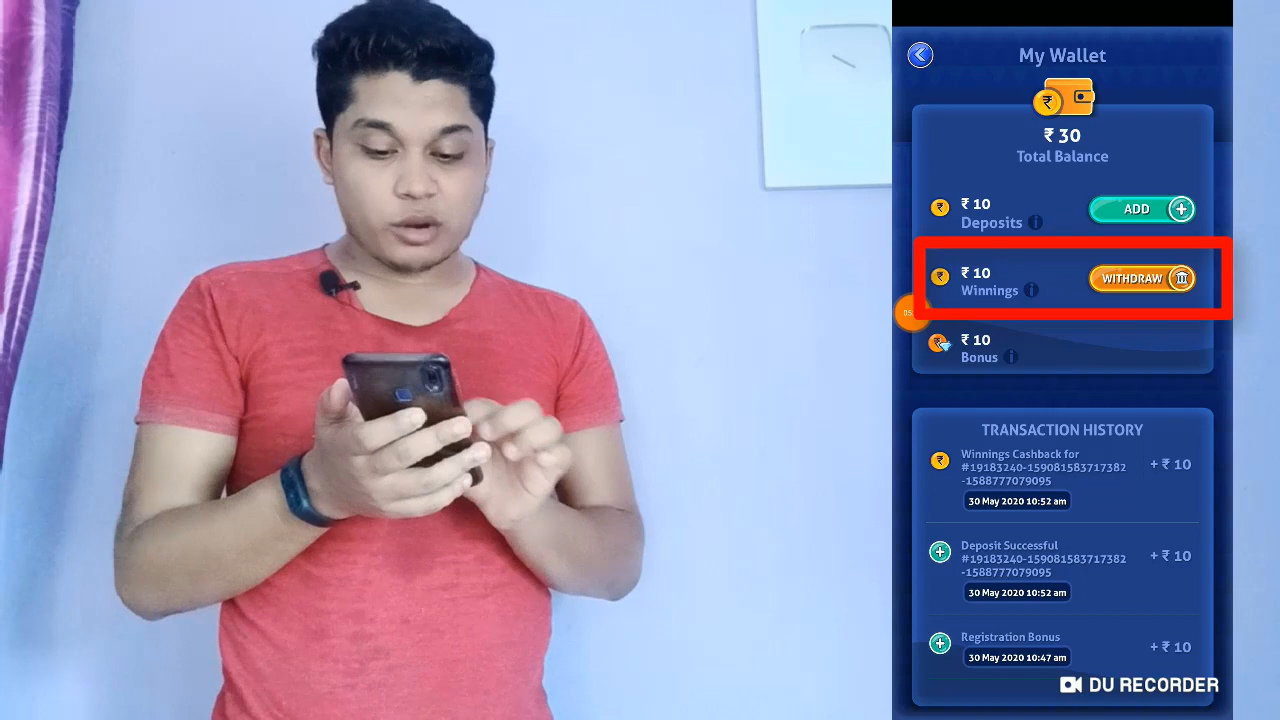 My Wallet
₹ 30
Total Balance
₹ 10
Deposits
ADD
₹ 10
Winnings
WITHDRAW
05
₹ 10
Bonus
TRANSACTION HISTORY
Winnings Cashback for
#19183240-159081583717382
-1588777079095
+ ₹ 10
30 May 2020 10:52 am
Deposit Successful
#19183240-159081583717382
-1588777079095
+ ₹ 10
30 May 2020 10:52 am
Registration Bonus
+ ₹ 10
30 May 2020 10:47 am
DU RECORDER